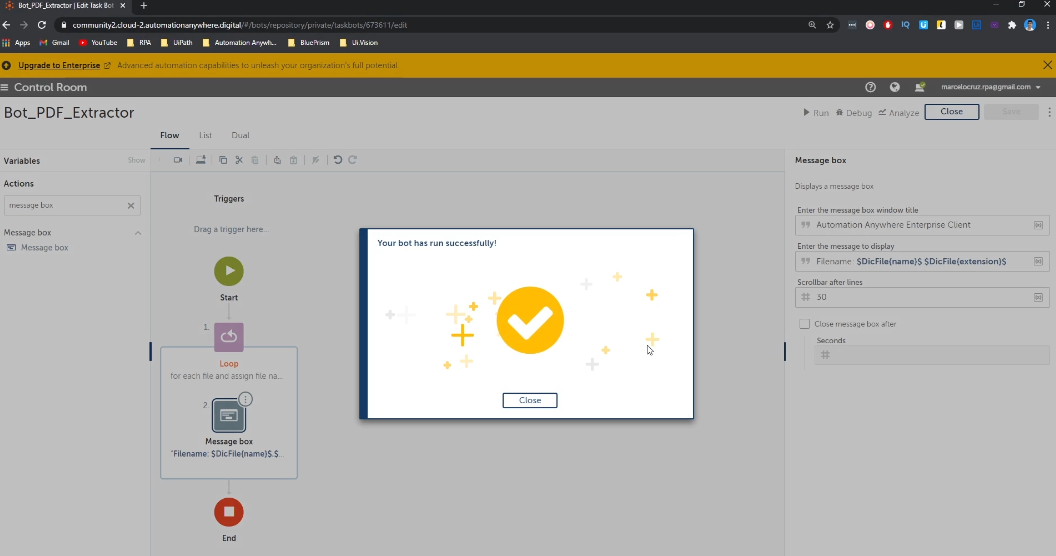 Bot_PDF_Extractor | Edit Task Bot
community2.cloud-2.automationanywhere.digital/#/bots/repository/private/taskbots/673611/edit
Apps Gmail YouTube RPA UiPath Automation Anywh... BluePrism Ui.Vision
Upgrade to Enterprise Advanced automation capabilities to unleash your organization's full potential.
Control Room
marcelocruz.rpa@gmail.com
Bot_PDF_Extractor
Run Debug Analyze Close Save
Flow List Dual
Variables Show
Actions
message box
Message box
Message box
Triggers
Drag a trigger here...
Start
1.
Loop
for each file and assign file na...
2.
Message box
"Filename: $DicFile{name}$.$...
End
Your bot has run successfully!
Close
Message box
Displays a message box
Enter the message box window title
Automation Anywhere Enterprise Client
Enter the message to display
Filename: $DicFile{name}$.$DicFile{extension}$
Scrollbar after lines
# 30
Close message box after
Seconds
#